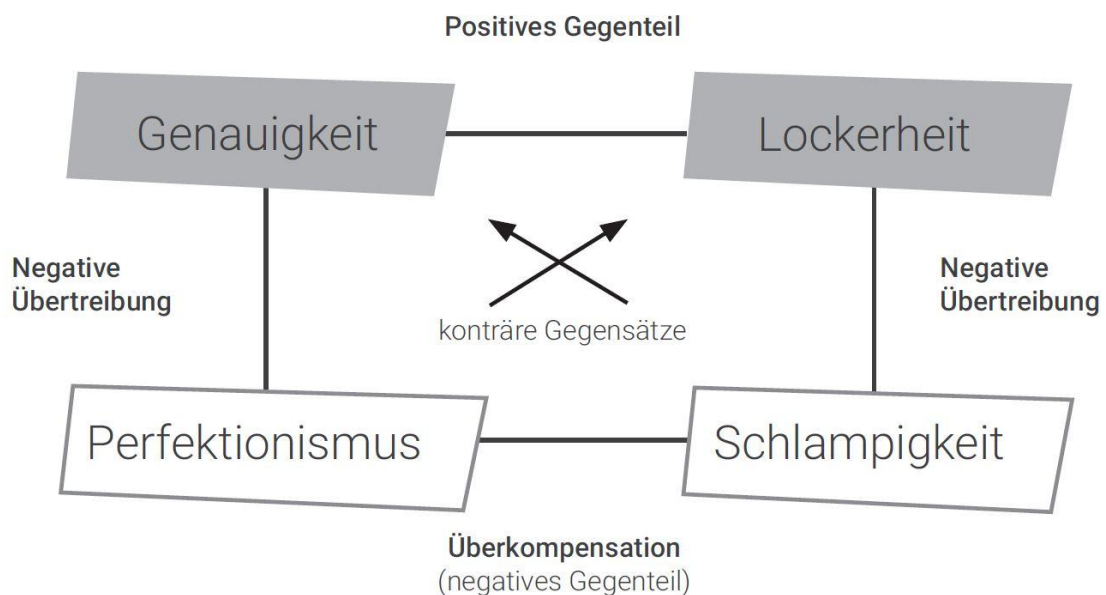 Positives Gegenteil
Genauigkeit
Lockerheit
Negative
Übertreibung
Negative
Übertreibung
konträre Gegensätze
Perfektionismus
Schlampigkeit
Überkompensation
(negatives Gegenteil)